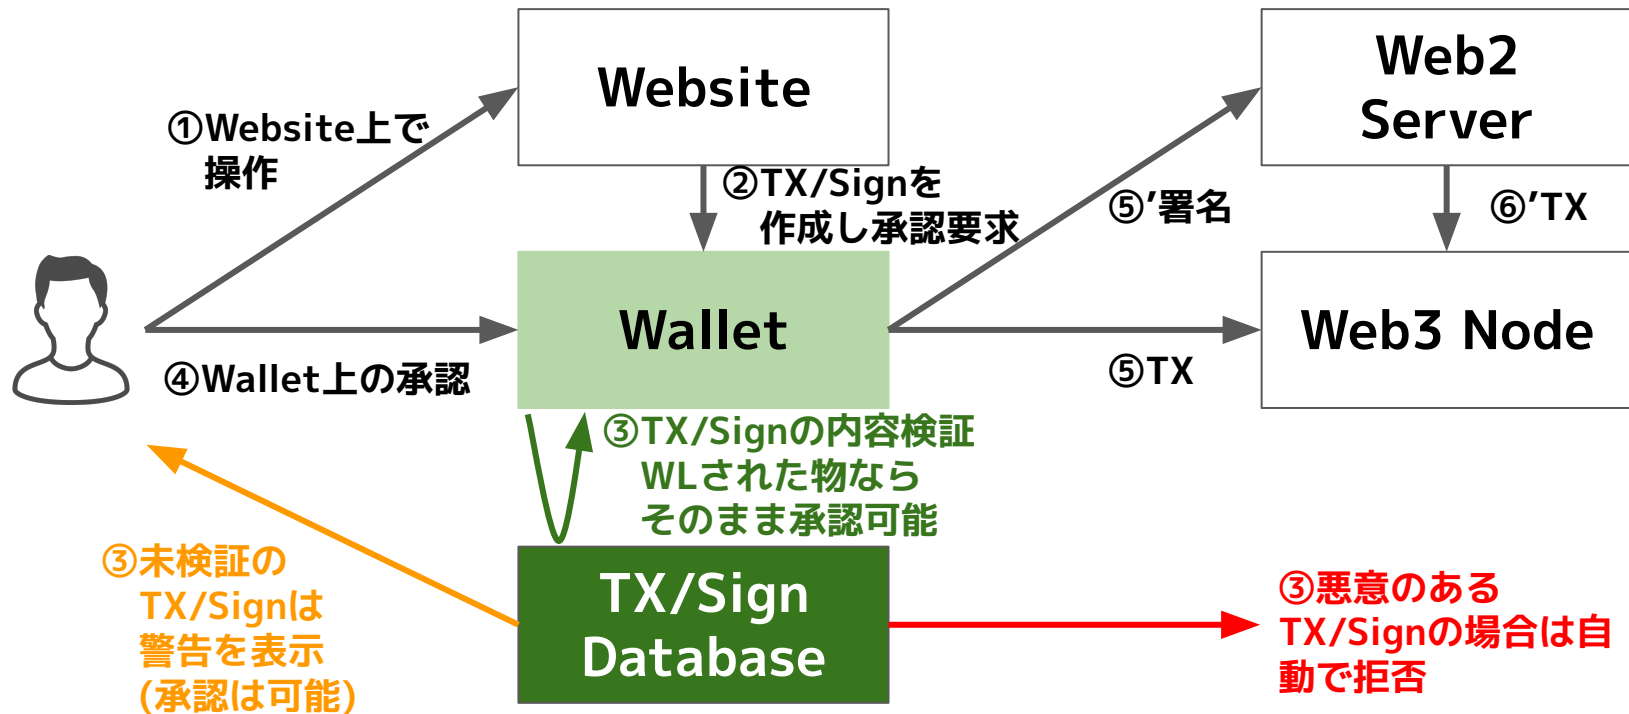 Website
Web2
Server
①Website上で
操作
②TX/Signを
作成し承認要求
⑤’署名
⑥’TX
Wallet
Web3 Node
④Wallet上の承認
⑤TX
③TX/Signの内容検証
WLされた物なら
そのまま承認可能
③未検証の
TX/Signは
警告を表示
(承認は可能)
TX/Sign
Database
③悪意のある
TX/Signの場合は自
動で拒否